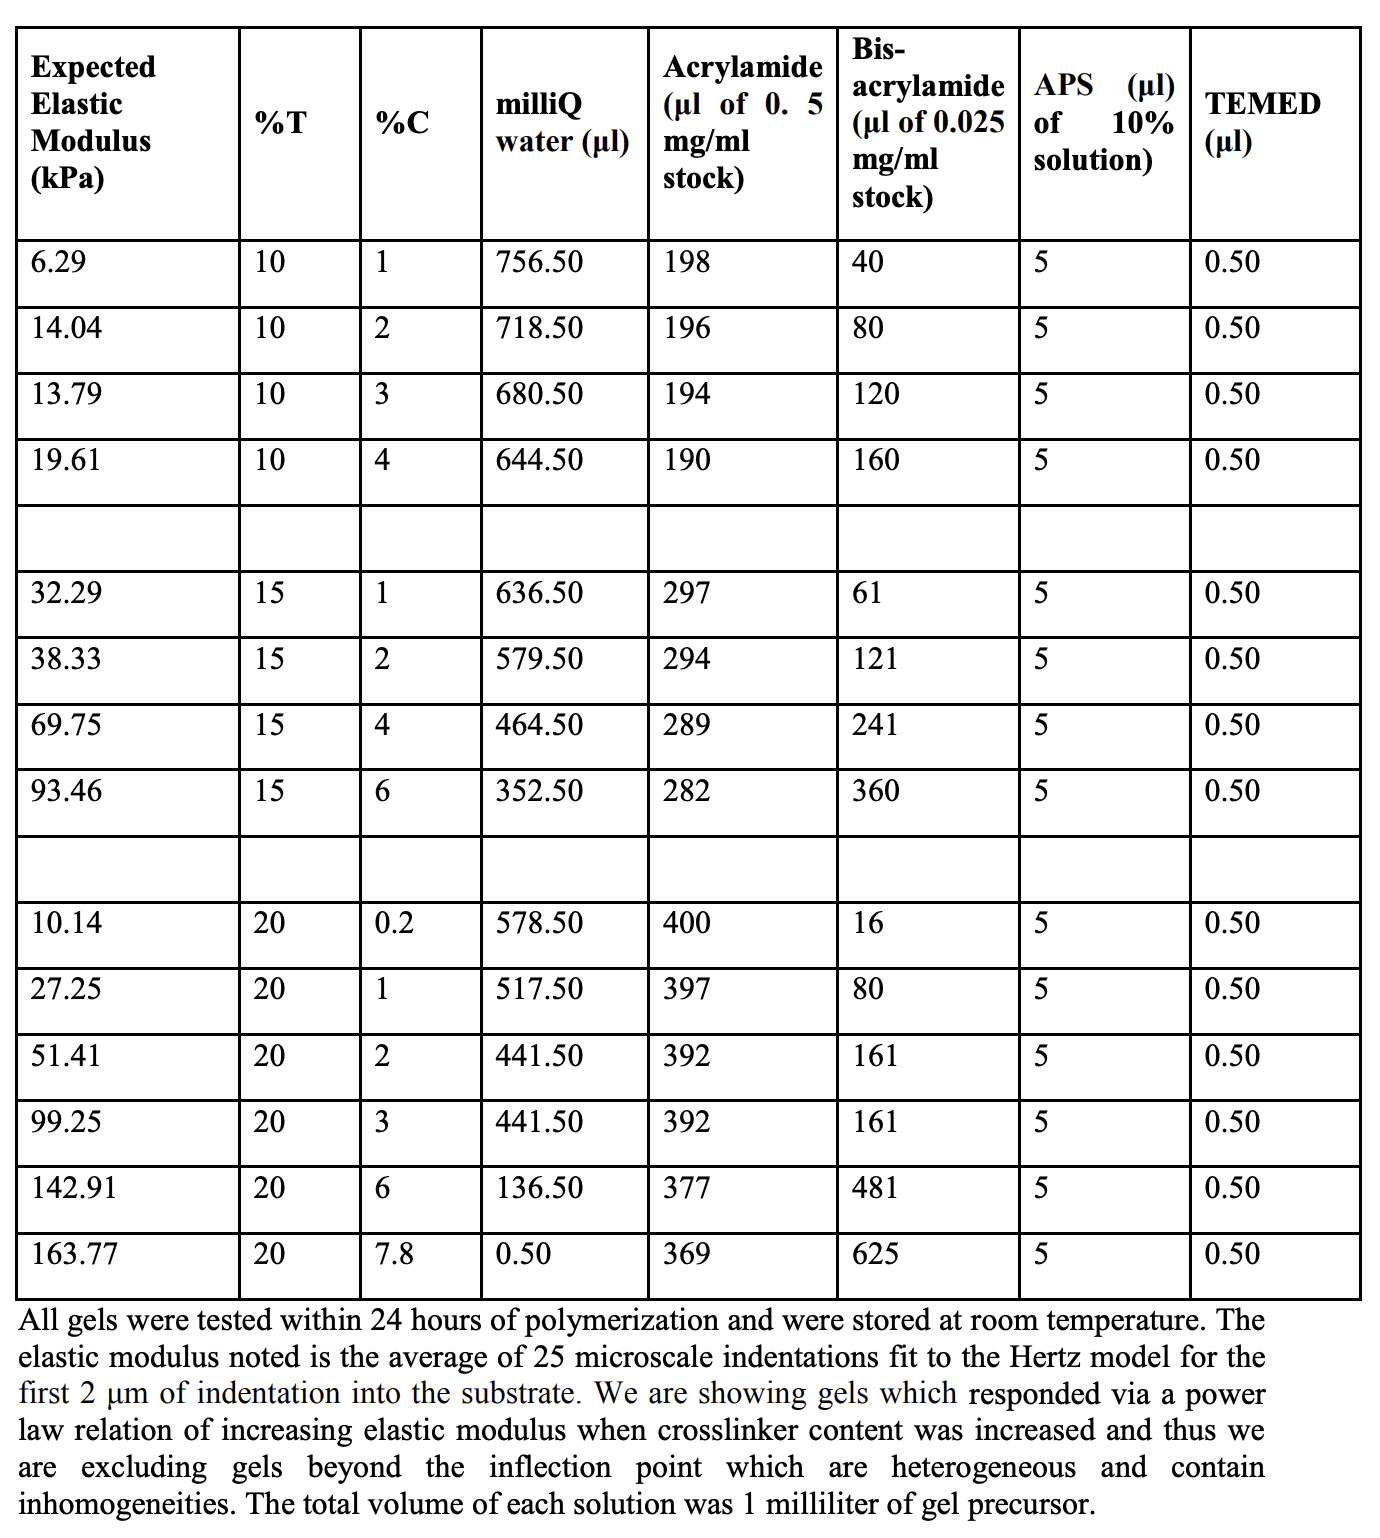 Expected Elastic Modulus (kPa) %T %C milliQ water (µl) Acrylamide (µl of 0. 5 mg/ml stock) Bis-acrylamide (µl of 0.025 mg/ml stock) APS (µl) of 10% solution) TEMED (µl)
6.29 10 1 756.50 198 40 5 0.50
14.04 10 2 718.50 196 80 5 0.50
13.79 10 3 680.50 194 120 5 0.50
19.61 10 4 644.50 190 160 5 0.50
32.29 15 1 636.50 297 61 5 0.50
38.33 15 2 579.50 294 121 5 0.50
69.75 15 4 464.50 289 241 5 0.50
93.46 15 6 352.50 282 360 5 0.50
10.14 20 0.2 578.50 400 16 5 0.50
27.25 20 1 517.50 397 80 5 0.50
51.41 20 2 441.50 392 161 5 0.50
99.25 20 3 441.50 392 161 5 0.50
142.91 20 6 136.50 377 481 5 0.50
163.77 20 7.8 0.50 369 625 5 0.50
All gels were tested within 24 hours of polymerization and were stored at room temperature. The
elastic modulus noted is the average of 25 microscale indentations fit to the Hertz model for the
first 2 µm of indentation into the substrate. We are showing gels which responded via a power
law relation of increasing elastic modulus when crosslinker content was increased and thus we
are excluding gels beyond the inflection point which are heterogeneous and contain
inhomogeneities. The total volume of each solution was 1 milliliter of gel precursor.